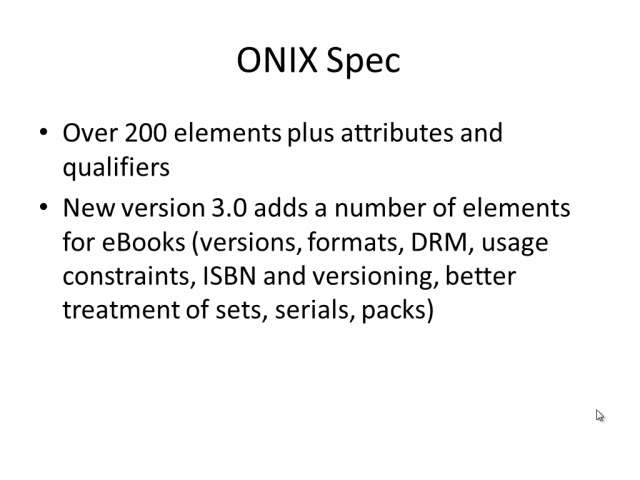 ONIX Spec
• Over 200 elements plus attributes and
qualifiers
• New version 3.0 adds a number of elements
for eBooks (versions, formats, DRM, usage
constraints, ISBN and versioning, better
treatment of sets, serials, packs)